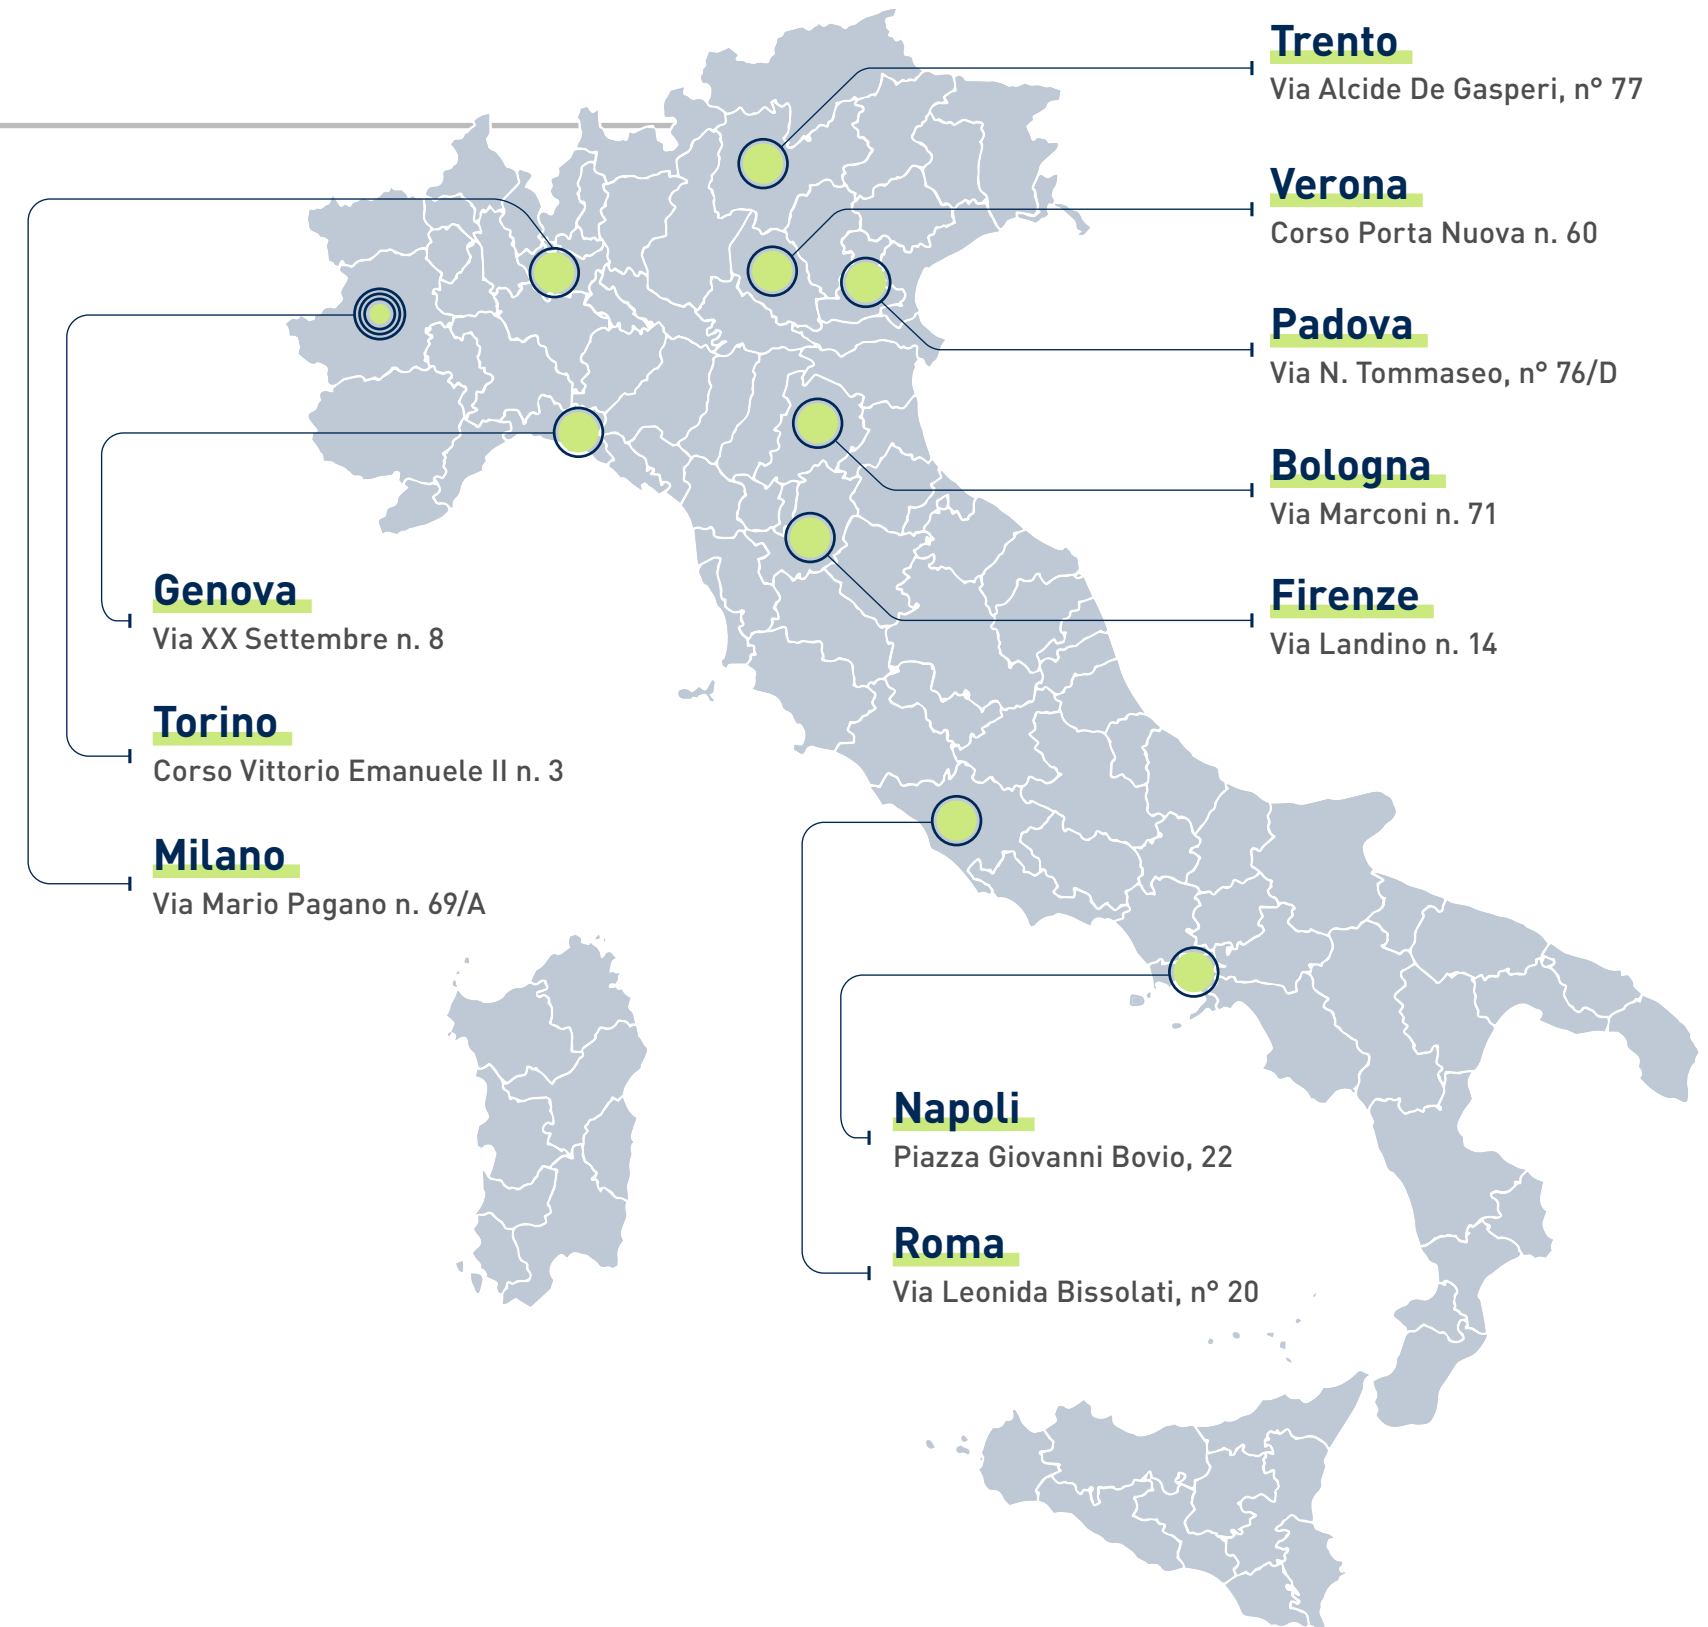 Trento
Via Alcide De Gasperi, n° 77
Verona
Corso Porta Nuova n. 60
Padova
Via N. Tommaseo, n° 76/D
Bologna
Via Marconi n. 71
Firenze
Via Landino n. 14
Genova
Via XX Settembre n. 8
Torino
Corso Vittorio Emanuele II n. 3
Milano
Via Mario Pagano n. 69/A
Napoli
Piazza Giovanni Bovio, 22
Roma
Via Leonida Bissolati, n° 20